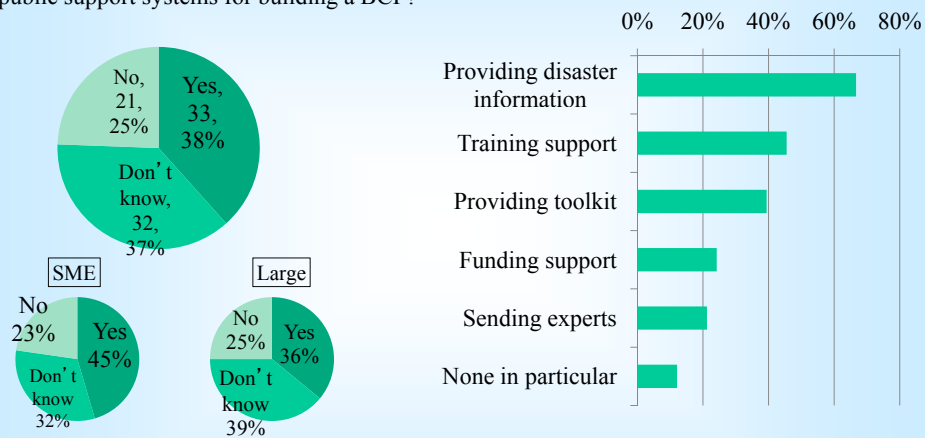 public support systems for building a BCP?
No,
21,
25%
Yes,
33,
38%
Don't
know,
32,
37%
SME
No
23%
Yes
45%
Don't
know
32%
Large
No
25%
Yes
36%
Don't
know
39%
0%
20%
40%
60%
80%
Providing disaster
information
Training support
Providing toolkit
Funding support
Sending experts
None in particular